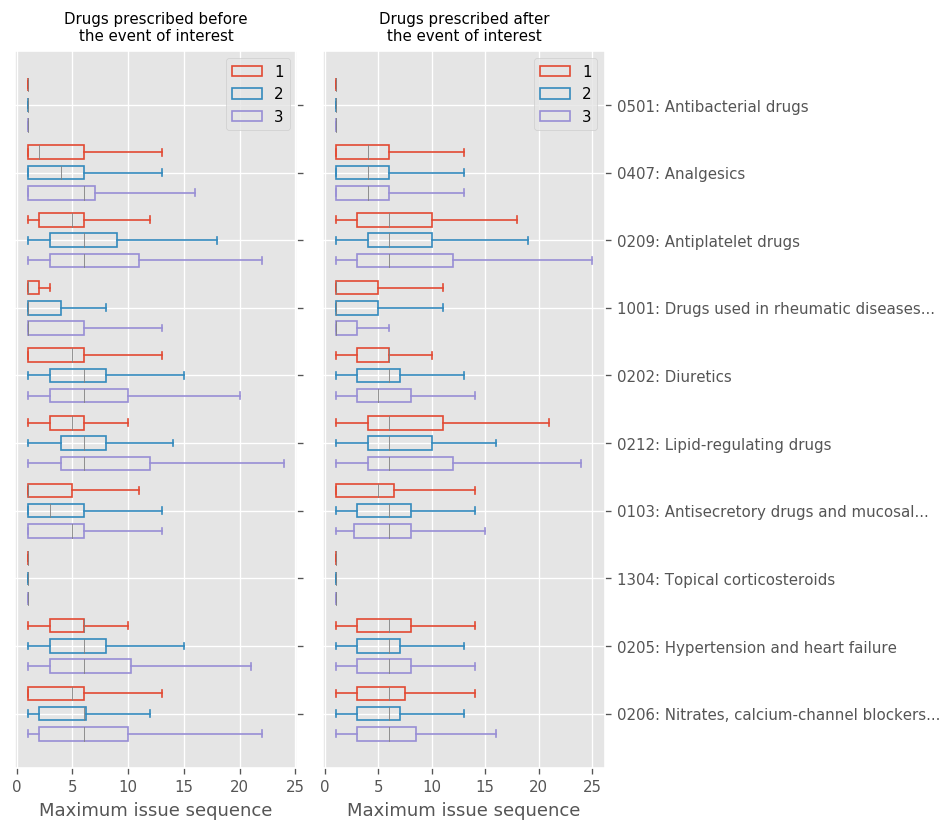 Drugs prescribed before
the event of interest
Drugs prescribed after
the event of interest
1
2
3
1
2
3
0501: Antibacterial drugs
0407: Analgesics
0209: Antiplatelet drugs
1001: Drugs used in rheumatic diseases...
0202: Diuretics
0212: Lipid-regulating drugs
0103: Antisecretory drugs and mucosal...
1304: Topical corticosteroids
0205: Hypertension and heart failure
0206: Nitrates, calcium-channel blockers...
0 5 10 15 20 25
0 5 10 15 20 25
Maximum issue sequence
Maximum issue sequence